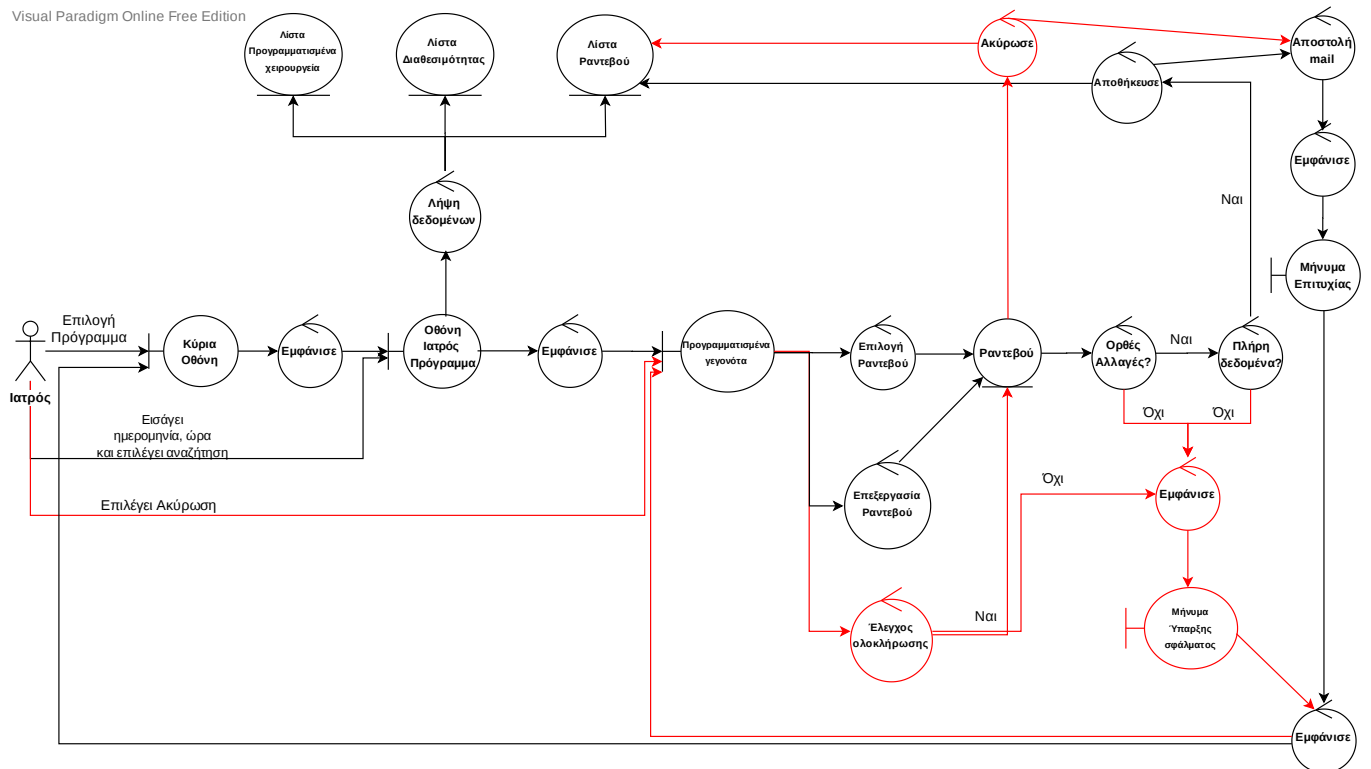 Visual Paradigm Online Free Edition
Λίστα
Προγραμματισμένα
χειρουργεία
Λίστα
Διαθεσιμότητας
Λίστα
Ραντεβού
Ακύρωσε
Αποθήκευσε
Αποστολή
mail
Εμφάνισε
Μήνυμα
Επιτυχίας
Λήψη
δεδομένων
Ναι
Επιλογή
Πρόγραμμα
Ιατρός
Κύρια
Οθόνη
Εμφάνισε
Οθόνη
Ιατρός
Πρόγραμμα
Εμφάνισε
Προγραμματισμένα
γεγονότα
Επιλογή
Ραντεβού
Ραντεβού
Ορθές
Αλλαγές?
Ναι
Πλήρη
δεδομένα?
Όχι
Όχι
Εισάγει
ημερομηνία, ώρα
και επιλέγει αναζήτηση
Επιλέγει Ακύρωση
Επεξεργασία
Ραντεβού
Όχι
Εμφάνισε
Έλεγχος
ολοκλήρωσης
Ναι
Μήνυμα
Ύπαρξης
σφάλματος
Εμφάνισε